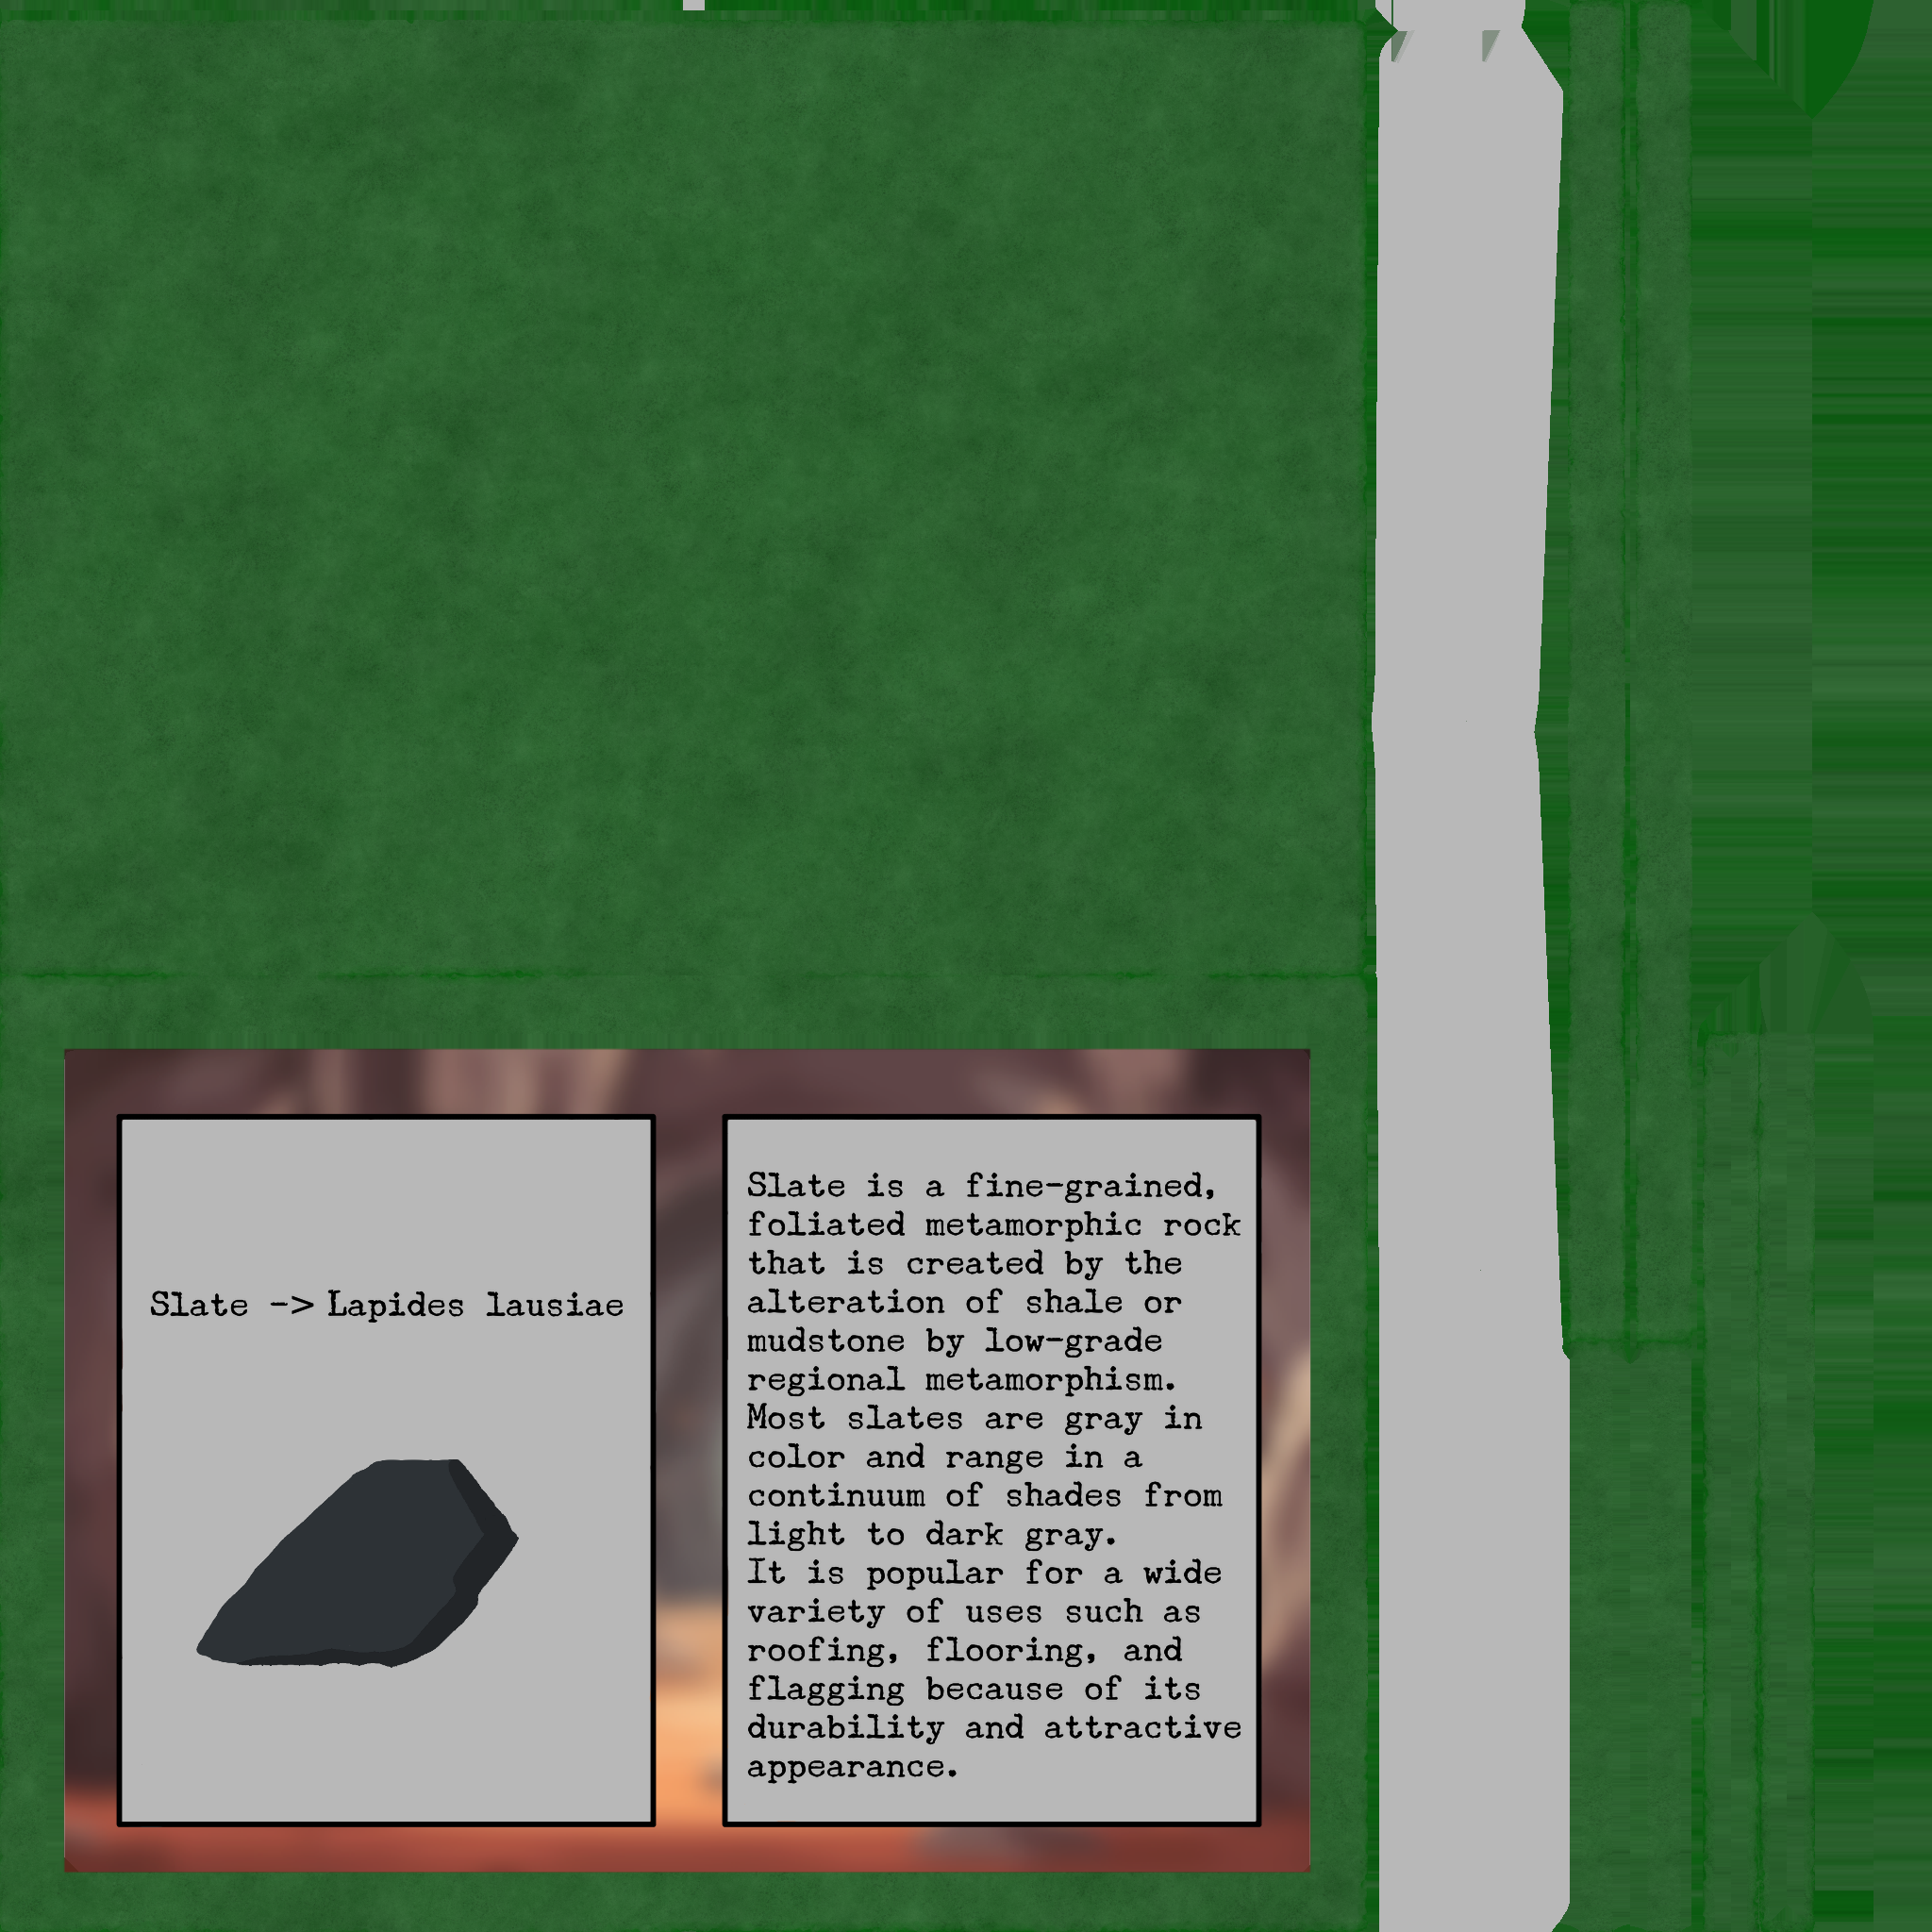 Slate -> Lapides lausiae
Slate is a fine-grained,
foliated metamorphic rock
that is created by the
alteration of shale or
mudstone by low-grade
regional metamorphism.
Most slates are gray in
color and range in a
continuum of shades from
light to dark gray.
It is popular for a wide
variety of uses such as
roofing, flooring, and
flagging because of its
durability and attractive
appearance.